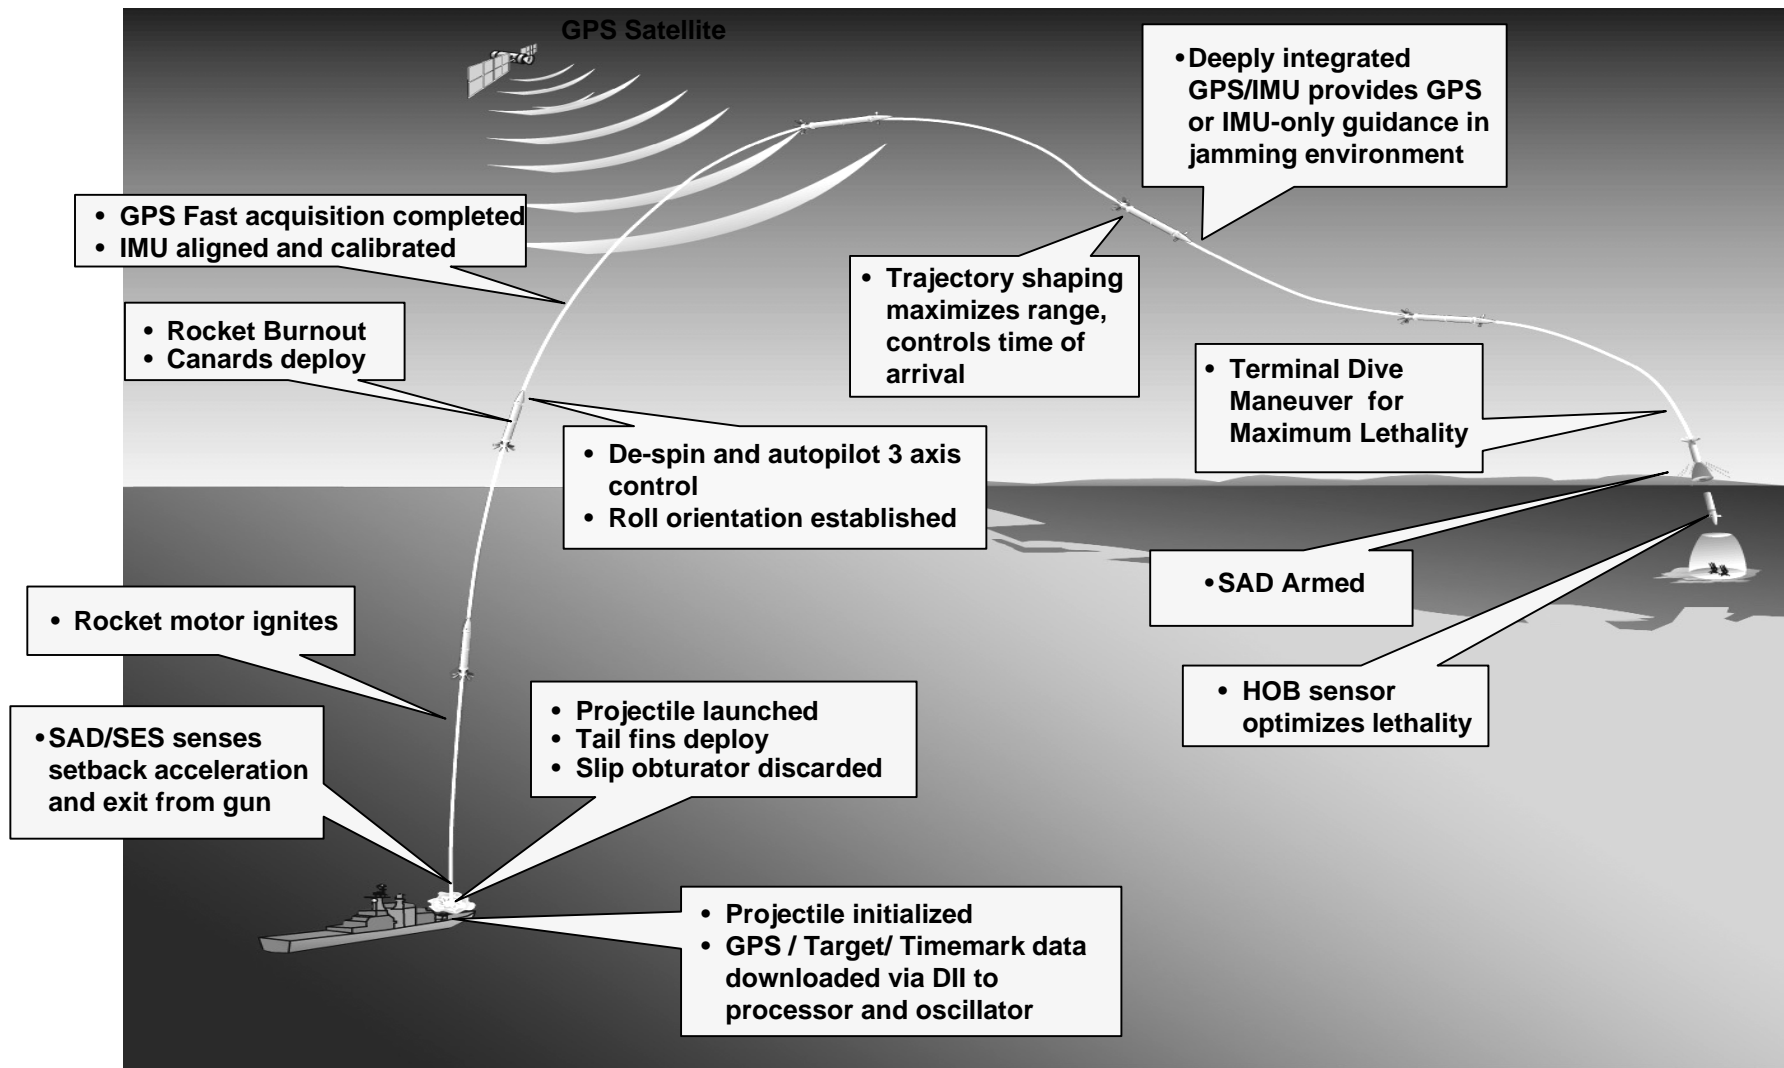 GPS Satellite
•Deeply integrated
GPS/IMU provides GPS
or IMU-only guidance in
jamming environment
• GPS Fast acquisition completed
• IMU aligned and calibrated
• Trajectory shaping
maximizes range,
controls time of
arrival
• Rocket Burnout
• Canards deploy
• Terminal Dive
Maneuver for
Maximum Lethality
• De-spin and autopilot 3 axis
control
• Roll orientation established
•SAD Armed
• Rocket motor ignites
• HOB sensor
optimizes lethality
• Projectile launched
• Tail fins deploy
• Slip obturator discarded
•SAD/SES senses
setback acceleration
and exit from gun
• Projectile initialized
• GPS / Target/ Timemark data
downloaded via DII to
processor and oscillator